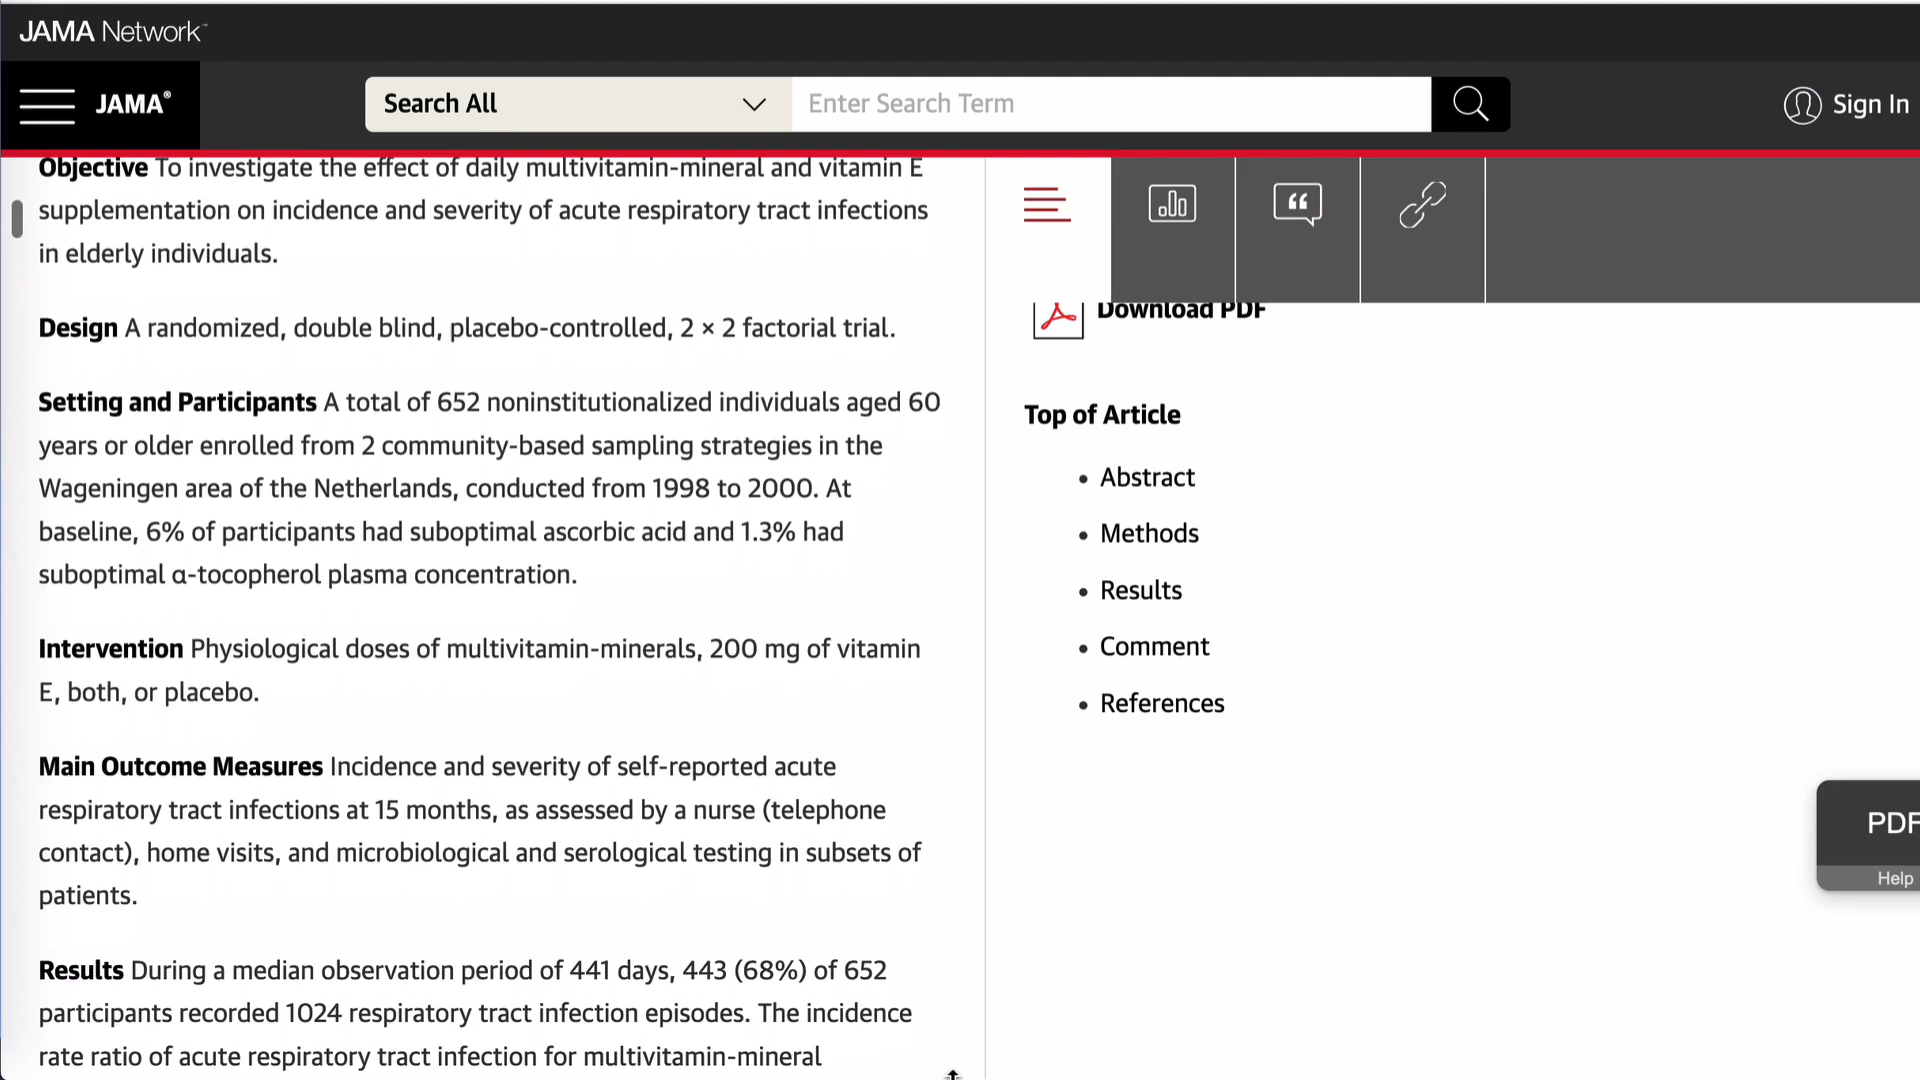 JAMA Network™
JAMA®
Search All
Enter Search Term
Sign In
Objective To investigate the effect of daily multivitamin-mineral and vitamin E
supplementation on incidence and severity of acute respiratory tract infections
in elderly individuals.
Design A randomized, double blind, placebo-controlled, 2 × 2 factorial trial.
Setting and Participants A total of 652 noninstitutionalized individuals aged 60
years or older enrolled from 2 community-based sampling strategies in the
Wageningen area of the Netherlands, conducted from 1998 to 2000. At
baseline, 6% of participants had suboptimal ascorbic acid and 1.3% had
suboptimal α-tocopherol plasma concentration.
Intervention Physiological doses of multivitamin-minerals, 200 mg of vitamin
E, both, or placebo.
Main Outcome Measures Incidence and severity of self-reported acute
respiratory tract infections at 15 months, as assessed by a nurse (telephone
contact), home visits, and microbiological and serological testing in subsets of
patients.
Results During a median observation period of 441 days, 443 (68%) of 652
participants recorded 1024 respiratory tract infection episodes. The incidence
rate ratio of acute respiratory tract infection for multivitamin-mineral
Download PDF
Top of Article
• Abstract
• Methods
• Results
• Comment
• References
PDF
Help